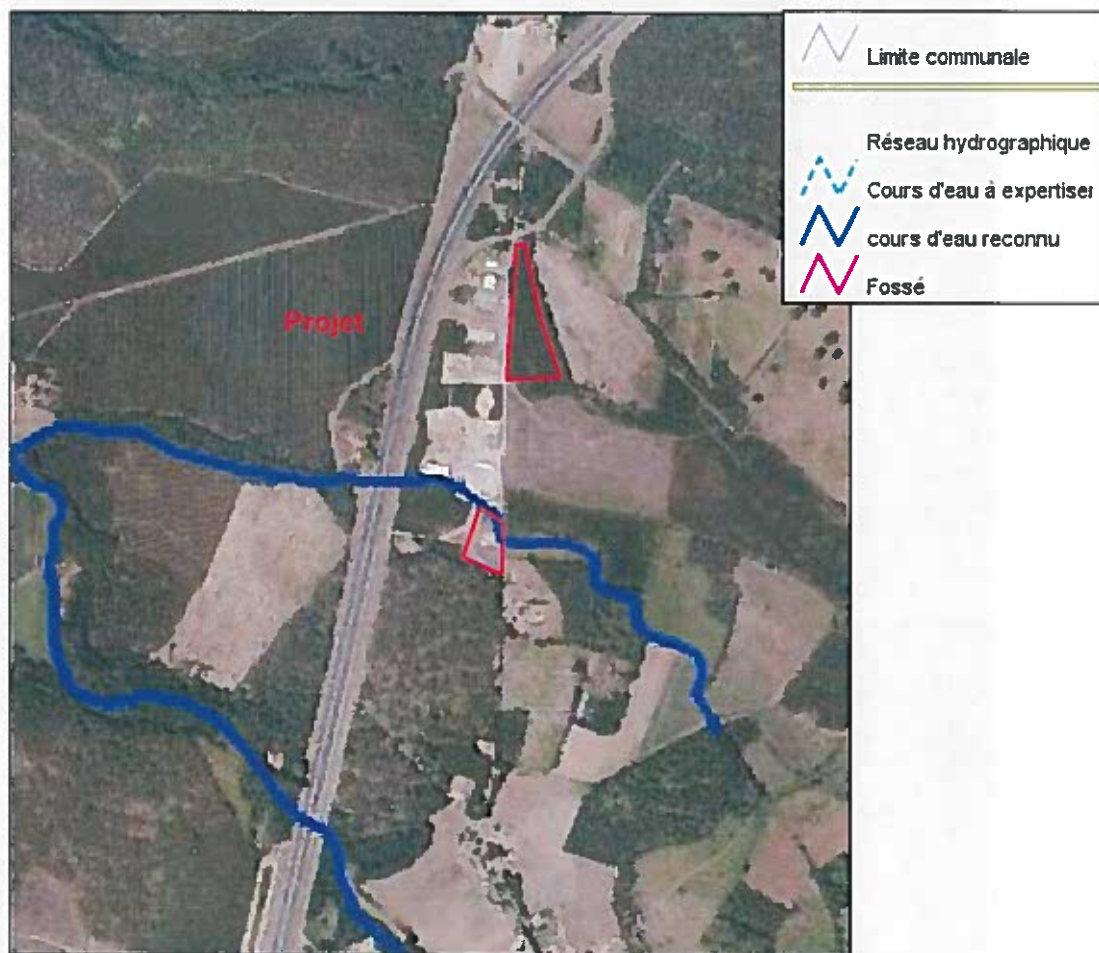 Limite communale
Réseau hydrographique
Cours d'eau à expertiser
cours d'eau reconnu
Fossé
Projet